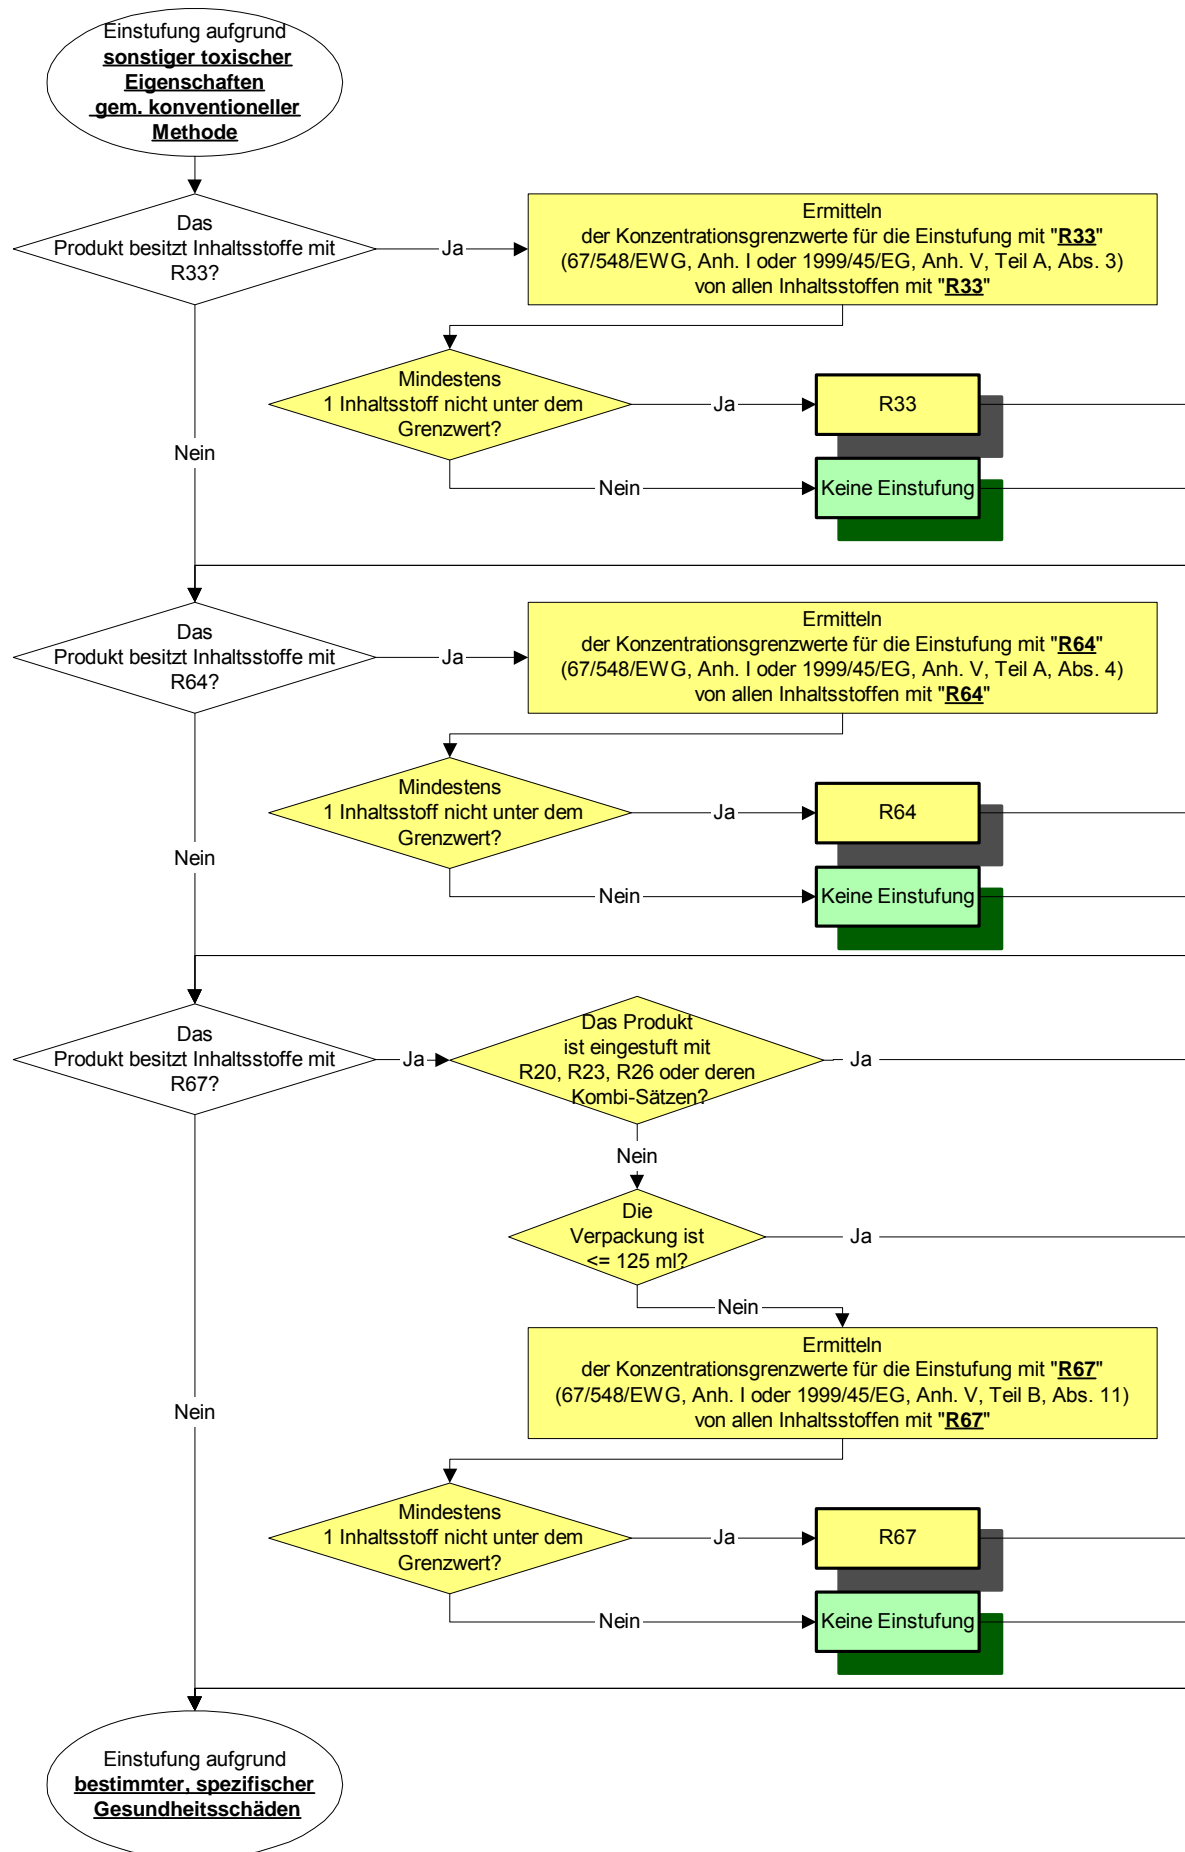 Einstufung aufgrund
sonstiger toxischer
Eigenschaften
gem. konventioneller
Methode
Das
Produkt besitzt Inhaltsstoffe mit
R33?
Ja
Ermitteln
der Konzentrationsgrenzwerte für die Einstufung mit "R33"
(67/548/EWG, Anh. I oder 1999/45/EG, Anh. V, Teil A, Abs. 3)
von allen Inhaltsstoffen mit "R33"
Mindestens
1 Inhaltsstoff nicht unter dem
Grenzwert?
Ja
R33
Nein
Nein
Keine Einstufung
Das
Produkt besitzt Inhaltsstoffe mit
R64?
Ja
Ermitteln
der Konzentrationsgrenzwerte für die Einstufung mit "R64"
(67/548/EWG, Anh. I oder 1999/45/EG, Anh. V, Teil A, Abs. 4)
von allen Inhaltsstoffen mit "R64"
Mindestens
1 Inhaltsstoff nicht unter dem
Grenzwert?
Ja
R64
Nein
Nein
Keine Einstufung
Das
Produkt besitzt Inhaltsstoffe mit
R67?
Ja
Das Produkt
ist eingestuft mit
R20, R23, R26 oder deren
Kombi-Sätzen?
Ja
Nein
Die
Verpackung ist
<= 125 ml?
Ja
Nein
Ermitteln
der Konzentrationsgrenzwerte für die Einstufung mit "R67"
(67/548/EWG, Anh. I oder 1999/45/EG, Anh. V, Teil B, Abs. 11)
von allen Inhaltsstoffen mit "R67"
Nein
Mindestens
1 Inhaltsstoff nicht unter dem
Grenzwert?
Ja
R67
Nein
Keine Einstufung
Einstufung aufgrund
bestimmter, spezifischer
Gesundheitsschäden